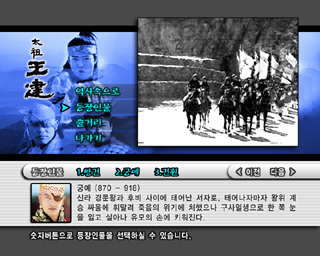 太祖
王建
역사속으로
등장인물
줄거리
나가기
등장인물 1.왕건 2.궁예 3.견훤 이전 다음
궁예 (870 - 918)
신라 경문왕과 후비 사이에 태어난 서자로, 태어나자마자 왕위 계
승 싸움에 휘말려 죽음의 위기에 처했으나 구사일생으로 한 쪽 눈
을 잃고 살아나 유모의 손에 키워진다.
숫자버튼으로 등장인물을 선택하실 수 있습니다.